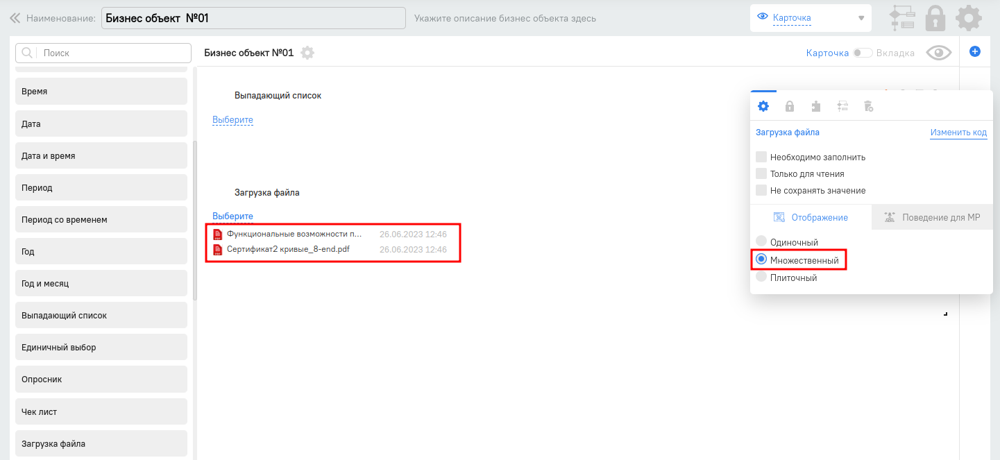 Наименование: Бизнес объект №01 Укажите описание бизнес объекта здесь Карточка
Поиск
Бизнес объект №01 Карточка Вкладка
Время
Дата
Дата и время
Период
Период со временем
Год
Год и месяц
Выпадающий список
Единичный выбор
Опросник
Чек лист
Загрузка файла
Выпадающий список
Выберите
Загрузка файла
Выберите
Функциональные возможности п... 26.06.2023 12:46
Сертификат2 кривые_8-end.pdf 26.06.2023 12:46
Загрузка файла Изменить код
Необходимо заполнить
Только для чтения
Не сохранять значение
Отображение Поведение для МР
Одиночный
Множественный
Плиточный